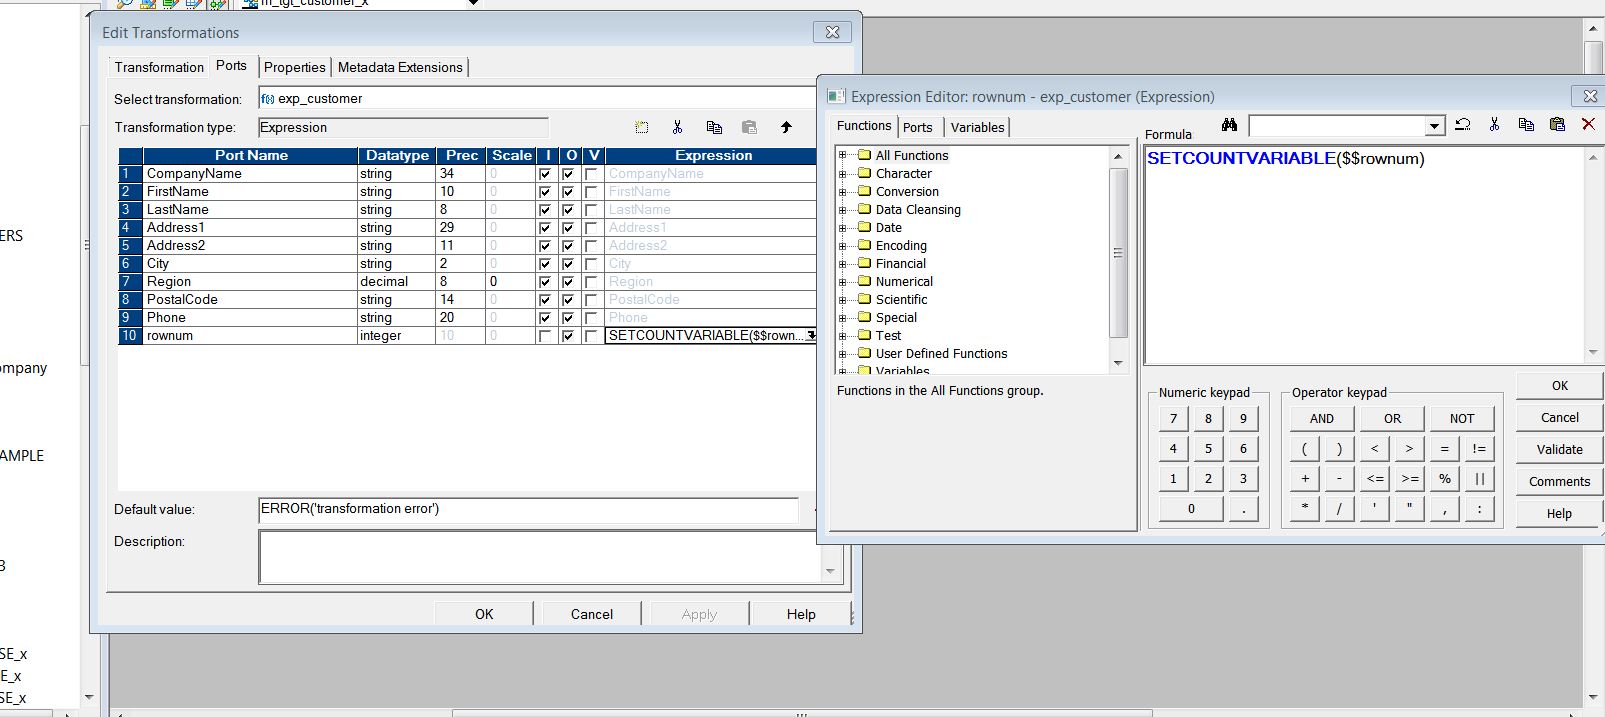 m_tgt_customer_x
Edit Transformations
Transformation Ports Properties Metadata Extensions
Select transformation: f(x) exp_customer
Transformation type: Expression
Port Name Datatype Prec Scale I O V Expression
1 CompanyName string 34 0 CompanyName
2 FirstName string 10 0 FirstName
3 LastName string 8 0 LastName
4 Address1 string 29 0 Address1
5 Address2 string 11 0 Address2
6 City string 2 0 City
7 Region decimal 8 0 Region
8 PostalCode string 14 0 PostalCode
9 Phone string 20 0 Phone
10 rownum integer 10 0 SETCOUNTVARIABLE($$rown...
Default value: ERROR('transformation error')
Description:
OK Cancel Apply Help
Expression Editor: rownum - exp_customer (Expression)
Functions Ports Variables
All Functions
Character
Conversion
Data Cleansing
Date
Encoding
Financial
Numerical
Scientific
Special
Test
User Defined Functions
Variables
Functions in the All Functions group.
Formula:
SETCOUNTVARIABLE($$rownum)
Numeric keypad
7 8 9
4 5 6
1 2 3
0 .
Operator keypad
AND OR NOT
( ) < > = !=
+ - <= >= % ||
* / ' " , :
OK
Cancel
Validate
Comments
Help
ERS
ompany
AMPLE
3
SE_x
E_x
SE_x